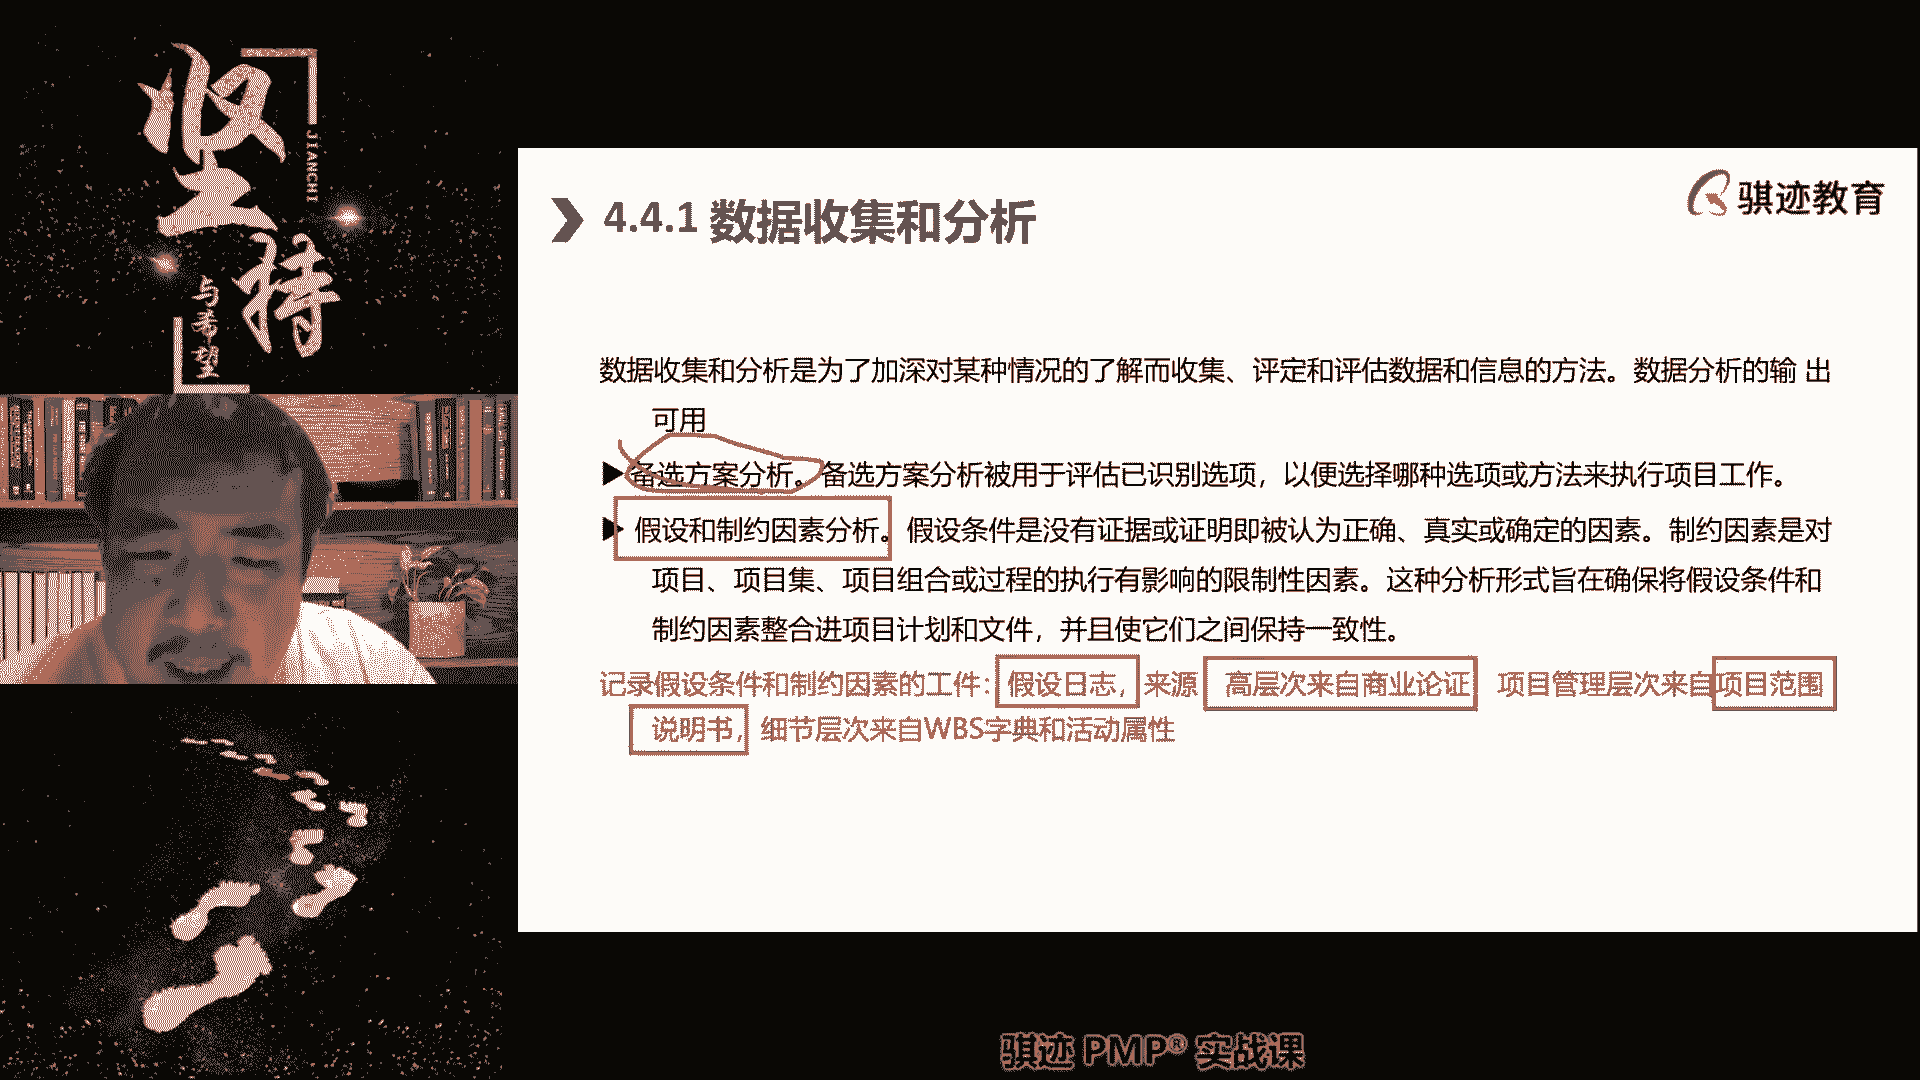 坚持
JIANCHI
与希望
骐迹教育
4.4.1 数据收集和分析
数据收集和分析是为了加深对某种情况的了解而收集、评定和评估数据和信息的方法。数据分析的输 出
可用
备选方案分析。备选方案分析被用于评估已识别选项，以便选择哪种选项或方法来执行项目工作。
假设和制约因素分析。假设条件是没有证据或证明即被认为正确、真实或确定的因素。制约因素是对
项目、项目集、项目组合或过程的执行有影响的限制性因素。这种分析形式旨在确保将假设条件和
制约因素整合进项目计划和文件，并且使它们之间保持一致性。
记录假设条件和制约因素的工件：假设日志，来源 高层次来自商业论证 项目管理层次来自项目范围
说明书，细节层次来自WBS字典和活动属性
骐迹 PMP® 实战课